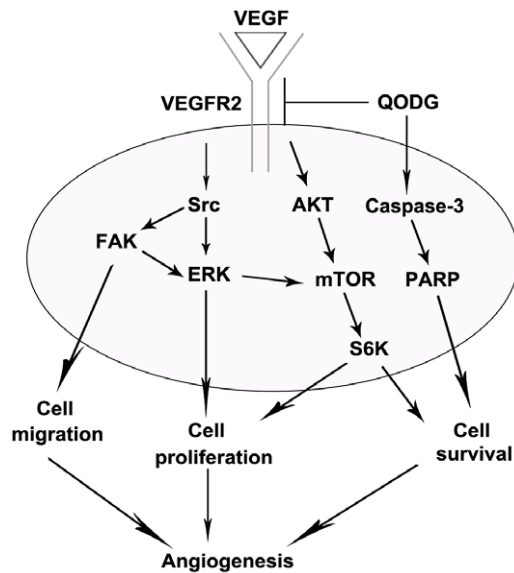 VEGF
VEGFR2
QODG
Src
AKT
Caspase-3
FAK
ERK
mTOR
PARP
S6K
Cell
migration
Cell
proliferation
Cell
survival
Angiogenesis